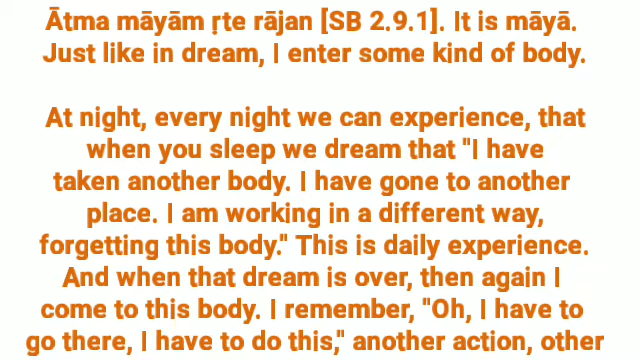 Ātma māyām ṛte rājan [SB 2.9.1]. It is māyā.
Just like in dream, I enter some kind of body.
At night, every night we can experience, that
when you sleep we dream that "I have
taken another body. I have gone to another
place. I am working in a different way,
forgetting this body." This is daily experience.
And when that dream is over, then again I
come to this body. I remember, "Oh, I have to
go there, I have to do this," another action, other